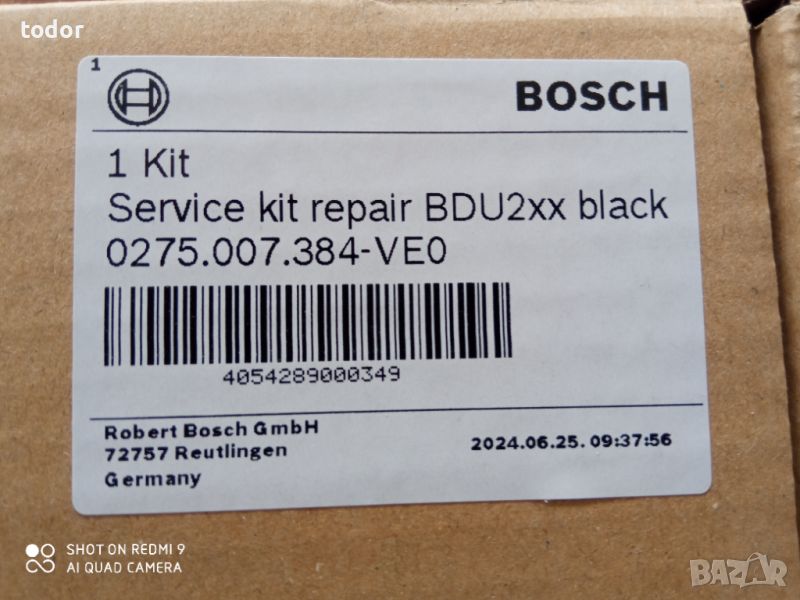 todor
1
BOSCH
1 Kit
Service kit repair BDU2xx black
0275.007.384-VE0
4054289000349
Robert Bosch GmbH
72757 Reutlingen
Germany
2024.06.25. 09:37:56
SHOT ON REDMI 9
AI QUAD CAMERA
BAZAR